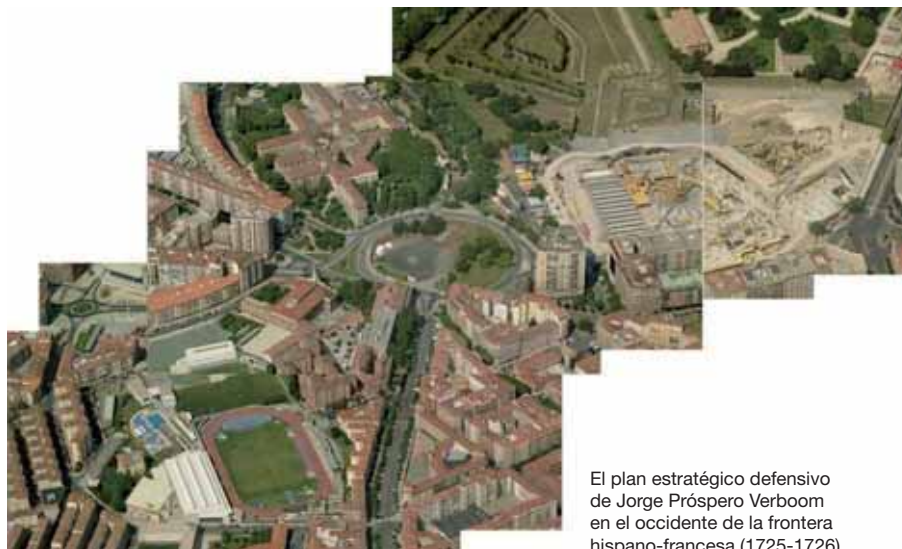 El plan estratégico defensivo
de Jorge Próspero Verboom
en el occidente de la frontera
hispano-francesa (1725-1726)